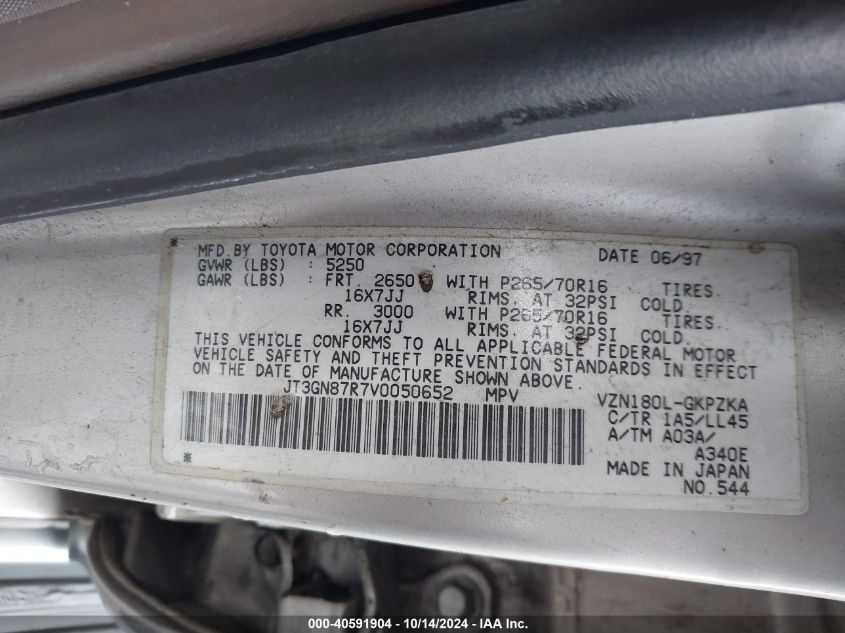 * MFD.BY TOYOTA MOTOR CORPORATION DATE 06/97
GVWR (LBS) : 5250
GAWR (LBS) : FRT. 2650 WITH P265/70R16 TIRES.
16X7JJ RIMS. AT 32PSI COLD.
RR. 3000 WITH P265/70R16 TIRES.
16X7JJ RIMS. AT 32PSI COLD.
THIS VEHICLE CONFORMS TO ALL APPLICABLE FEDERAL MOTOR
VEHICLE SAFETY AND THEFT PREVENTION STANDARDS IN EFFECT
ON THE DATE OF MANUFACTURE SHOWN ABOVE.
JT3GN87R7V0050652 MPV VZN180L-GKPZKA
C/TR 1A5/LL45
A/TM A03A/
A340E
* MADE IN JAPAN
NO.544
000-40591904 - 10/14/2024 - IAA Inc.